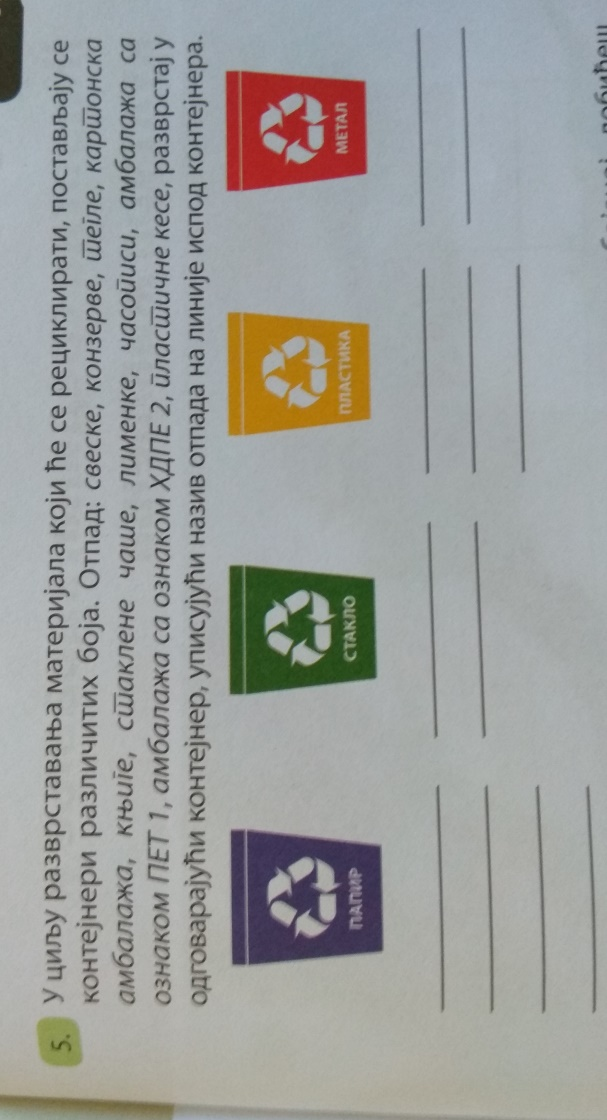 5. У циљу разврставања материјала који ће се рециклирати, постављају се
контејнери различитих боја. Отпад: свеске, конзерве, тегле, картонска
амбалажа, књиге, стаклене чаше, лименке, часописи, амбалажа са
ознаком ПЕТ 1, амбалажа са ознаком ХДПЕ 2, пластичне кесе, разврстај у
одговарајући контејнер, уписујући назив отпада на линије испод контејнера.
ПАПИР
СТАКЛО
ПЛАСТИКА
МЕТАЛ